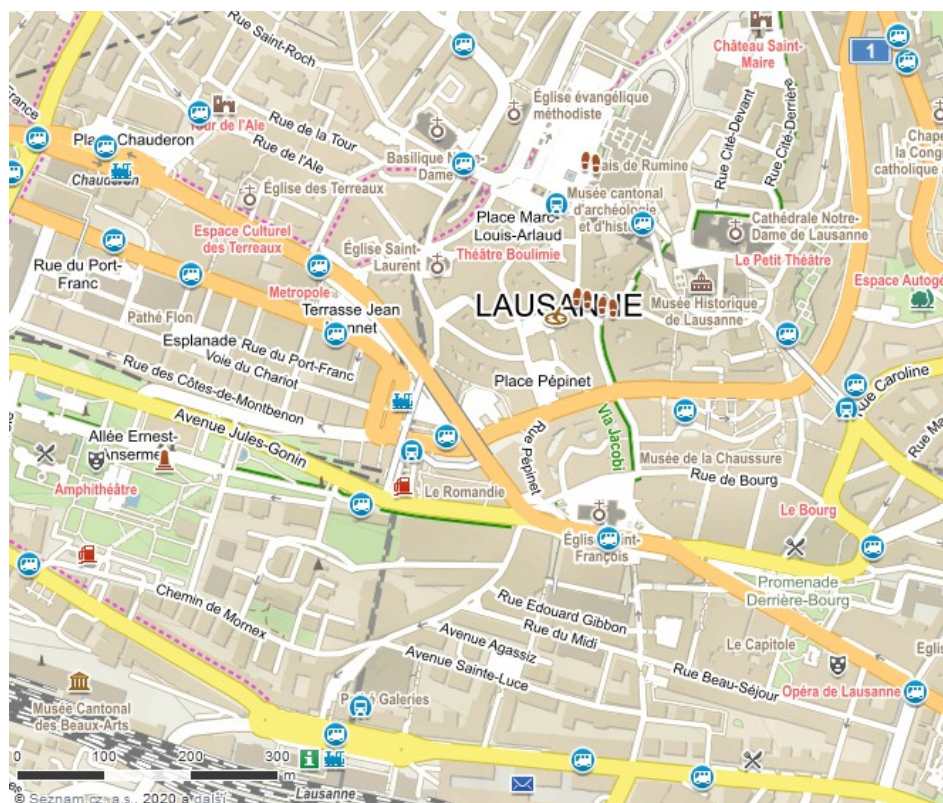 Rue Saint-Roch
Château Saint-
Maire
1
France
Place Chauderon
Chauderon
Tour de l'Ale
Rue de la Tour
Rue de l'Ale
Église évangélique
méthodiste
Basilique Notre-
Dame
Palais de Rumine
Rue Cité-Devant
Rue Cité-Derrière
Église des Terreaux
Musée cantonal
d'archéologie
et d'hist
Place Marc-
Louis-Arlaud
Théâtre Boulimie
Espace Culturel
des Terreaux
Église Saint-
Laurent
Cathédrale Notre-
Dame de Lausanne
Le Petit Théâtre
Rue du Port-
Franc
Metropole
Espace Autogé
LAUSANNE
Musée Historique
de Lausanne
Terrasse Jean
Monnet
Pathé Flon
Esplanade
Rue du Port-Franc
Voie du Chariot
Rue des Côtes-de-Montbenon
Place Pépinet
Rue Caroline
Avenue Jules-Gonin
Via Jacobi
Rue Pépinet
Allée Ernest-
Ansermet
Amphithéâtre
Musée de la Chaussure
Rue de Bourg
Le Romandie
Le Bourg
Église Saint-
François
Promenade
Derrière-Bourg
Chemin de Mornex
Rue Edouard Gibbon
Rue du Midi
Avenue Agassiz
Avenue Sainte-Luce
Rue Beau-Séjour
Le Capitole
Opéra de Lausanne
Musée Cantonal
des Beaux-Arts
Galeries
0 100 200 300
m
Lausanne
© Seznam.cz, a.s., 2020 a další